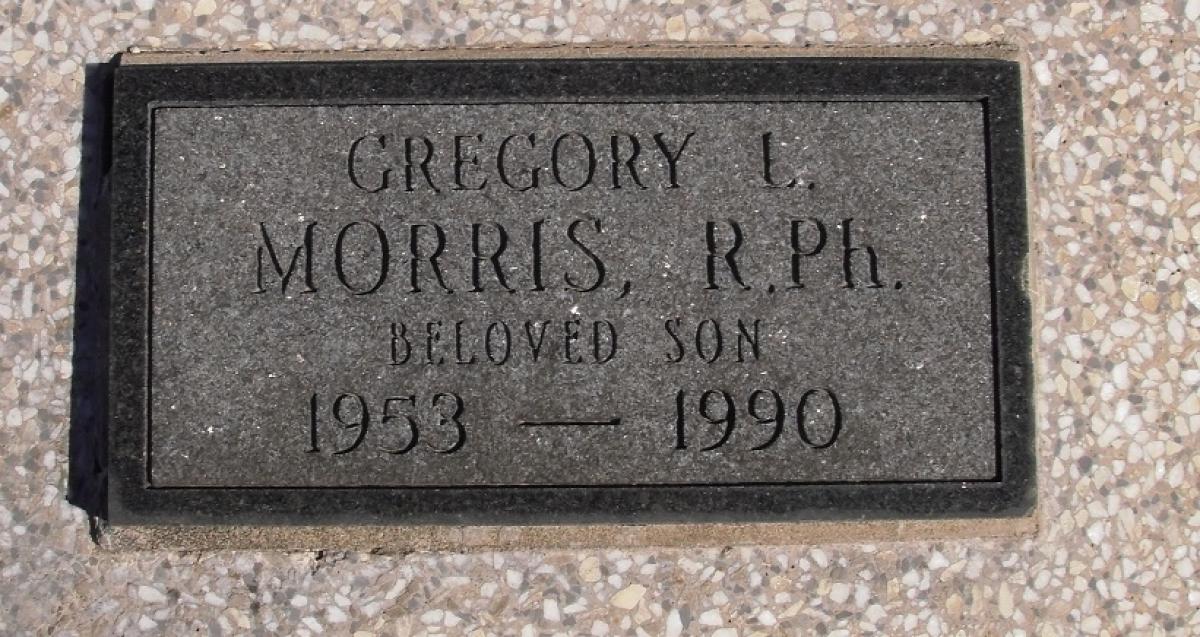 GREGORY L.
MORRIS, R.Ph.
BELOVED SON
1953 — 1990